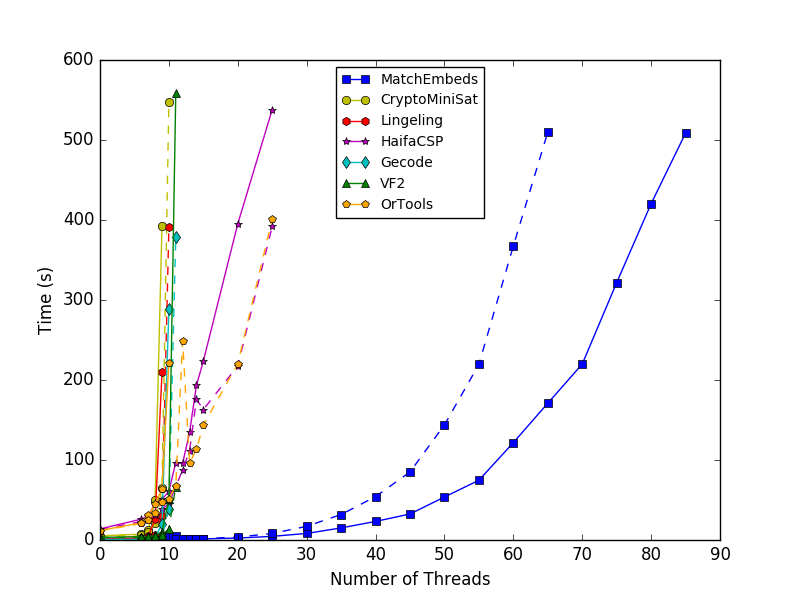 600
500
400
300
200
100
0
0 10 20 30 40 50 60 70 80 90
Time (s)
Number of Threads
MatchEmbeds
CryptoMiniSat
Lingeling
HaifaCSP
Gecode
VF2
OrTools